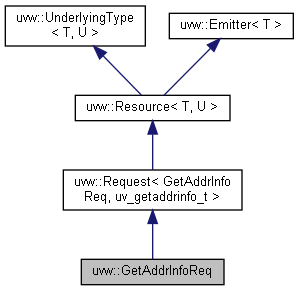 uvw::UnderlyingType
< T, U >
uvw::Emitter< T >
uvw::Resource< T, U >
uvw::Request< GetAddrInfo
Req, uv_getaddrinfo_t >
uvw::GetAddrInfoReq